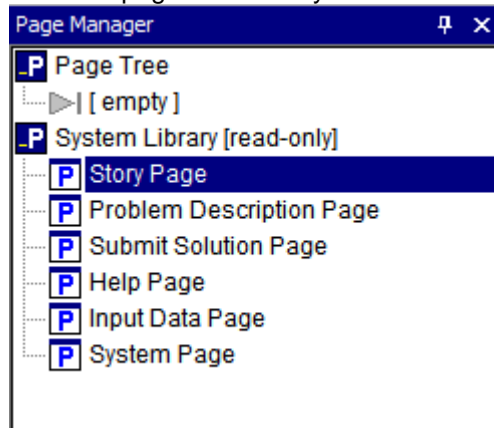 Page Manager
P Page Tree
[ empty ]
P System Library [read-only]
P Story Page
P Problem Description Page
P Submit Solution Page
P Help Page
P Input Data Page
P System Page